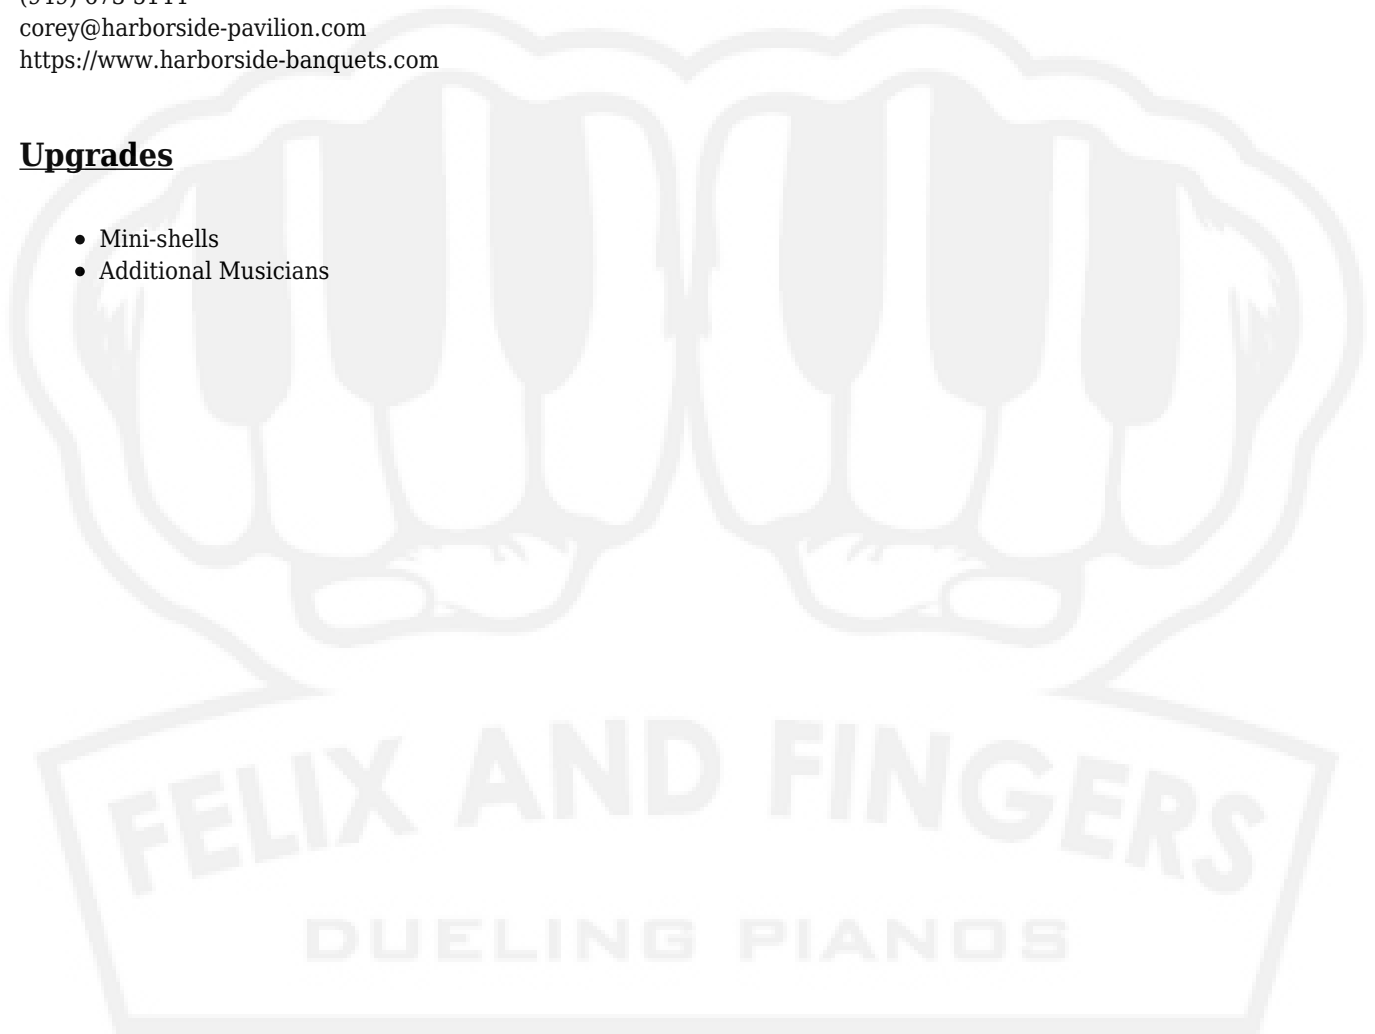 corey@harborside-pavilion.com
https://www.harborside-banquets.com
Upgrades
Mini-shells
Additional Musicians
FELIX AND FINGERS
DUELING PIANOS